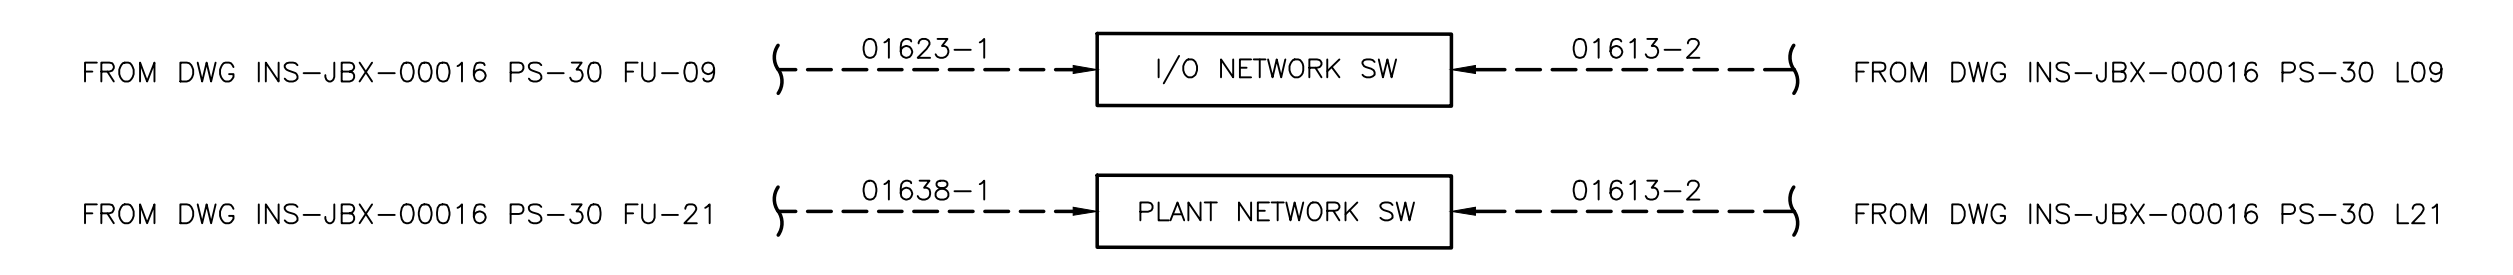 01623-1
01613-2
FROM DWG INS-JBX-00016 PS-30 F-09
I/O NETWORK SW
FROM DWG INS-JBX-00016 PS-30 L09
01638-1
01613-2
FROM DWG INS-JBX-00016 PS-30 FU-21
PLANT NETWORK SW
FROM DWG INS-JBX-00016 PS-30 L21